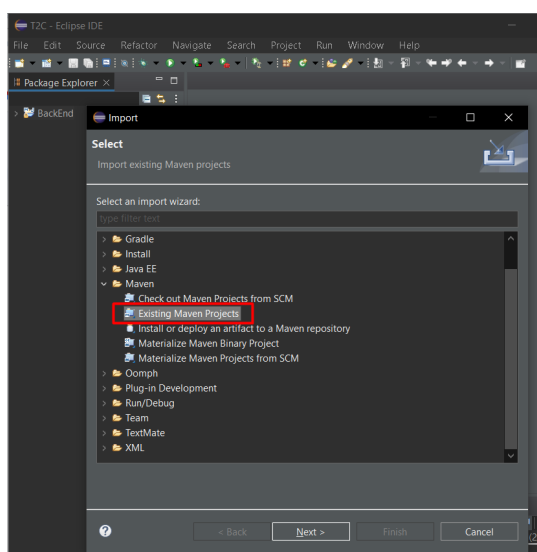 T2C - Eclipse IDE
File Edit Source Refactor Navigate Search Project Run Window Help
Package Explorer
BackEnd
Import
Select
Import existing Maven projects
Select an import wizard:
type filter text
Gradle
Install
Java EE
Maven
Check out Maven Projects from SCM
Existing Maven Projects
Install or deploy an artifact to a Maven repository
Materialize Maven Binary Project
Materialize Maven Projects from SCM
Oomph
Plug-in Development
Run/Debug
Team
TextMate
XML
< Back Next > Finish Cancel